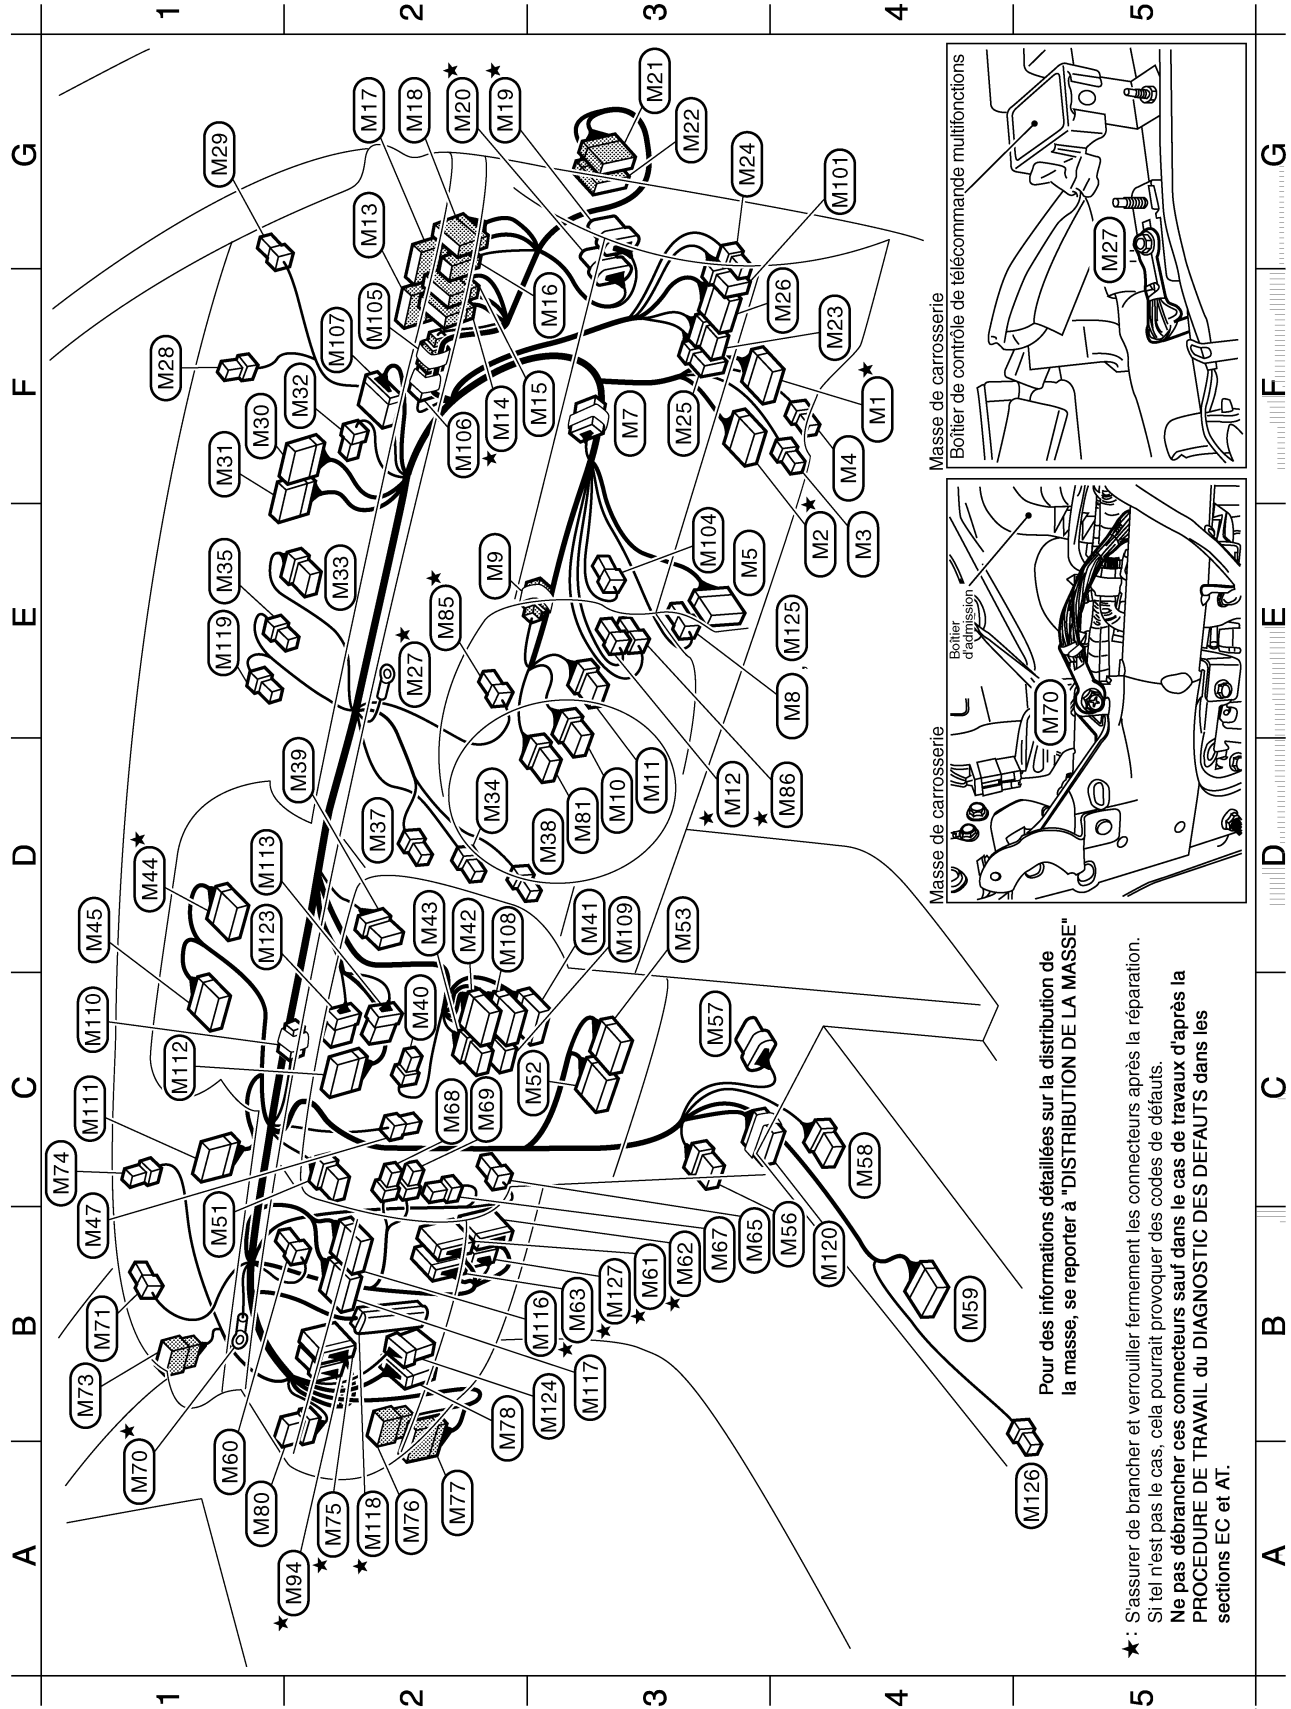 1
2
3
4
5
G
F
E
D
C
B
A
M29
M17
M18
★
M20
★
M19
M21
M22
M24
M101
M13
M105
M107
M28
M32
M30
M31
M106
★
M14
M15
M16
M26
M23
M25
M7
M1
★
M4
M3
M2
★
M35
M33
M119
M9
M85
★
M27
★
M104
M5
M8 , M125
M39
M37
M34
M38
M81
M10
M11
M12
★
M86
★
M44
★
M113
M45
M123
M110
M112
M111
M43
M42
M108
M41
M109
M53
M40
M57
M52
M68
M69
M74
M47
M51
M58
M56
M120
M65
M67
M62
★
M61
★
M127
★
M63
★
M116
M117
M124
M78
M71
M73
M70
★
M60
M80
M94
★
M75
★
M118
★
M76
M77
M59
M126
Masse de carrosserie
Boîtier de contrôle de télécommande multifonctions
M27
Masse de carrosserie
Boîtier
d'admission
M70
Pour des informations détaillées sur la distribution de
la masse, se reporter à "DISTRIBUTION DE LA MASSE"
★ : S'assurer de brancher et verrouiller fermement les connecteurs après la réparation.
Si tel n'est pas le cas, cela pourrait provoquer des codes de défauts.
Ne pas débrancher ces connecteurs sauf dans le cas de travaux d'après la
PROCEDURE DE TRAVAIL du DIAGNOSTIC DES DEFAUTS dans les
sections EC et AT.
1
2
3
4
5
G
F
E
D
C
B
A